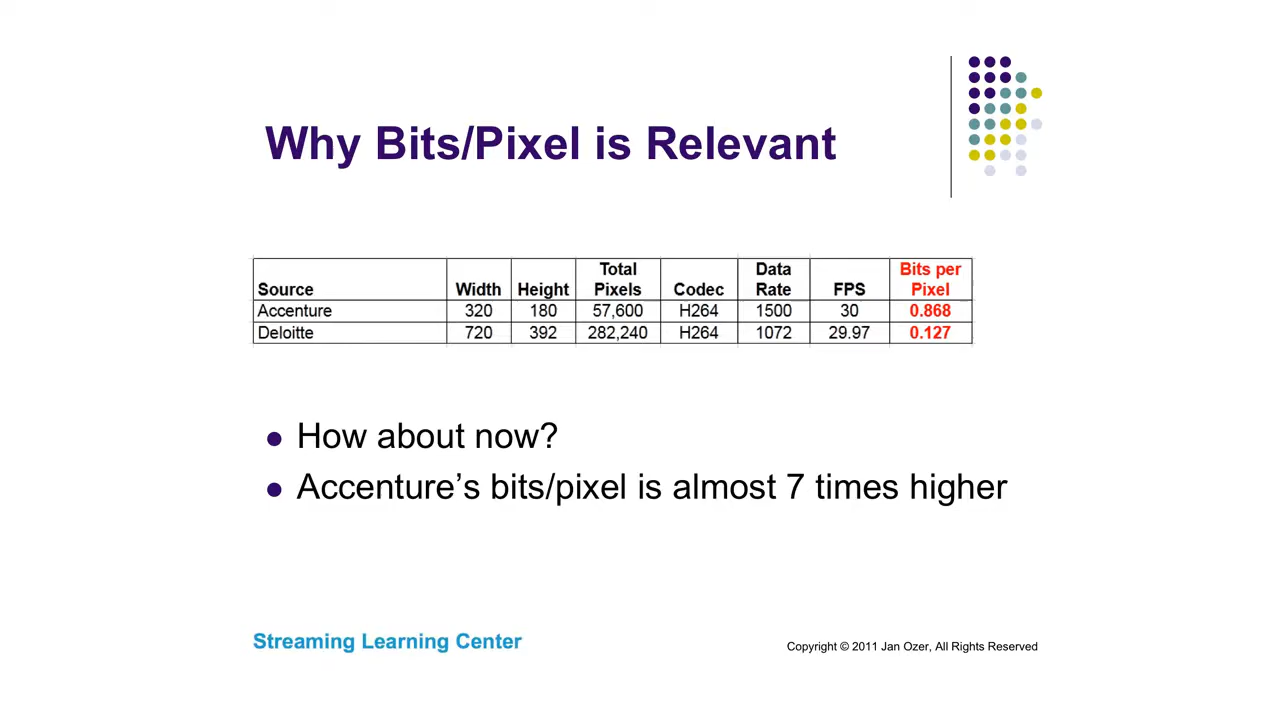 Why Bits/Pixel is Relevant
Source Width Height Total Pixels Codec Data Rate FPS Bits per Pixel
Accenture 320 180 57,600 H264 1500 30 0.868
Deloitte 720 392 282,240 H264 1072 29.97 0.127
How about now?
Accenture’s bits/pixel is almost 7 times higher
Streaming Learning Center
Copyright © 2011 Jan Ozer, All Rights Reserved